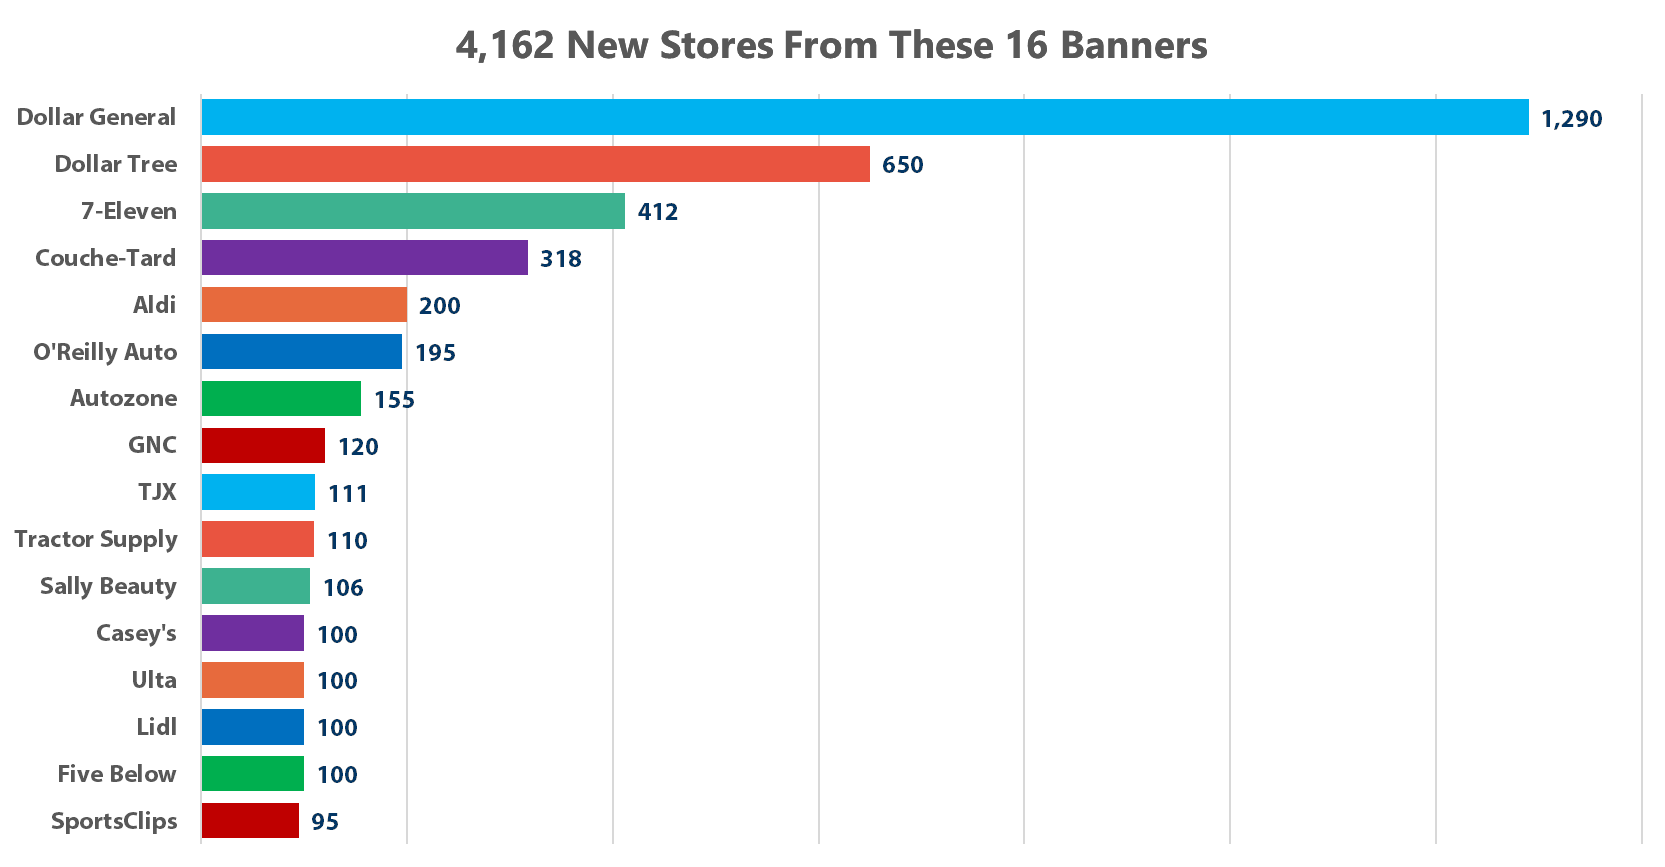 4,162 New Stores From These 16 Banners
Dollar General 1,290
Dollar Tree 650
7-Eleven 412
Couche-Tard 318
Aldi 200
O'Reilly Auto 195
Autozone 155
GNC 120
TJX 111
Tractor Supply 110
Sally Beauty 106
Casey's 100
Ulta 100
Lidl 100
Five Below 100
SportsClips 95